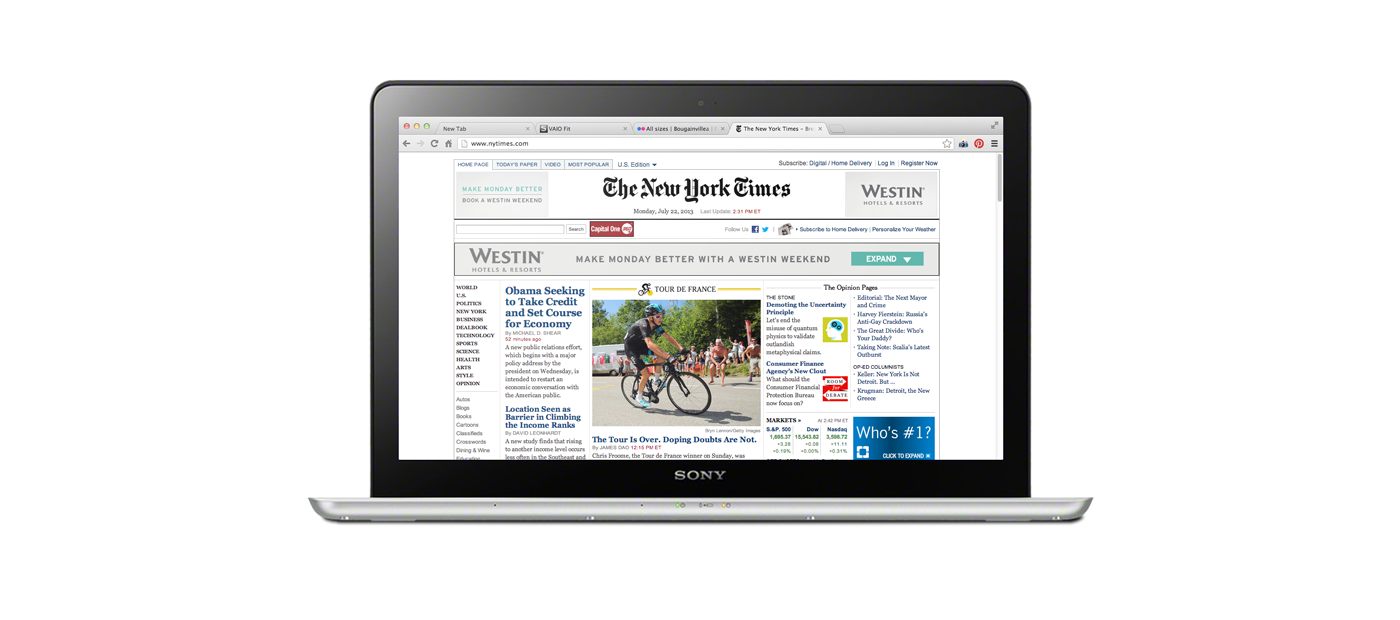 New Tab
VAIO Fit
All sizes | Bougainvillea |
The New York Times - Bre
www.nytimes.com
HOME PAGE
TODAY'S PAPER
VIDEO
MOST POPULAR
U.S. Edition
Subscribe: Digital / Home Delivery
Log In
Register Now
MAKE MONDAY BETTER
BOOK A WESTIN WEEKEND
The New York Times
Monday, July 22, 2013 Last Update: 2:31 PM ET
WESTIN
HOTELS & RESORTS
Search
Capital One 360
Follow Us
Subscribe to Home Delivery | Personalize Your Weather
WESTIN
HOTELS & RESORTS
MAKE MONDAY BETTER WITH A WESTIN WEEKEND
EXPAND
WORLD
U.S.
POLITICS
NEW YORK
BUSINESS
DEALBOOK
TECHNOLOGY
SPORTS
SCIENCE
HEALTH
ARTS
STYLE
OPINION
Autos
Blogs
Books
Cartoons
Classifieds
Crosswords
Dining & Wine
Education
Obama Seeking
to Take Credit
and Set Course
for Economy
By MICHAEL D. SHEAR
52 minutes ago
A new public relations effort,
which begins with a major
policy address by the
president on Wednesday, is
intended to restart an
economic conversation with
the American public.
Location Seen as
Barrier in Climbing
the Income Ranks
By DAVID LEONHARDT
A new study finds that rising
to another income level occurs
less often in the Southeast and
TOUR DE FRANCE
Bryn Lennon/Getty Images
The Tour Is Over. Doping Doubts Are Not.
By JAMES DAO 12:15 PM ET
Chris Froome, the Tour de France winner on Sunday, was
The Opinion Pages
THE STONE
Demoting the Uncertainty
Principle
Let's end the
misuse of quantum
physics to validate
outlandish
metaphysical claims.
Consumer Finance
Agency's New Clout
What should the
Consumer Financial
Protection Bureau
now focus on?
ROOM
for
DEBATE
Editorial: The Next Mayor
and Crime
Harvey Fierstein: Russia's
Anti-Gay Crackdown
The Great Divide: Who's
Your Daddy?
Taking Note: Scalia's Latest
Outburst
OP-ED COLUMNISTS
Keller: New York Is Not
Detroit. But ...
Krugman: Detroit, the New
Greece
MARKETS » At 2:42 PM ET
S.&P. 500 Dow Nasdaq
1,695.37 15,543.82 3,598.72
+3.28 +0.08 +11.11
+0.19% +0.00% +0.31%
Who's #1?
CLICK TO EXPAND
SONY